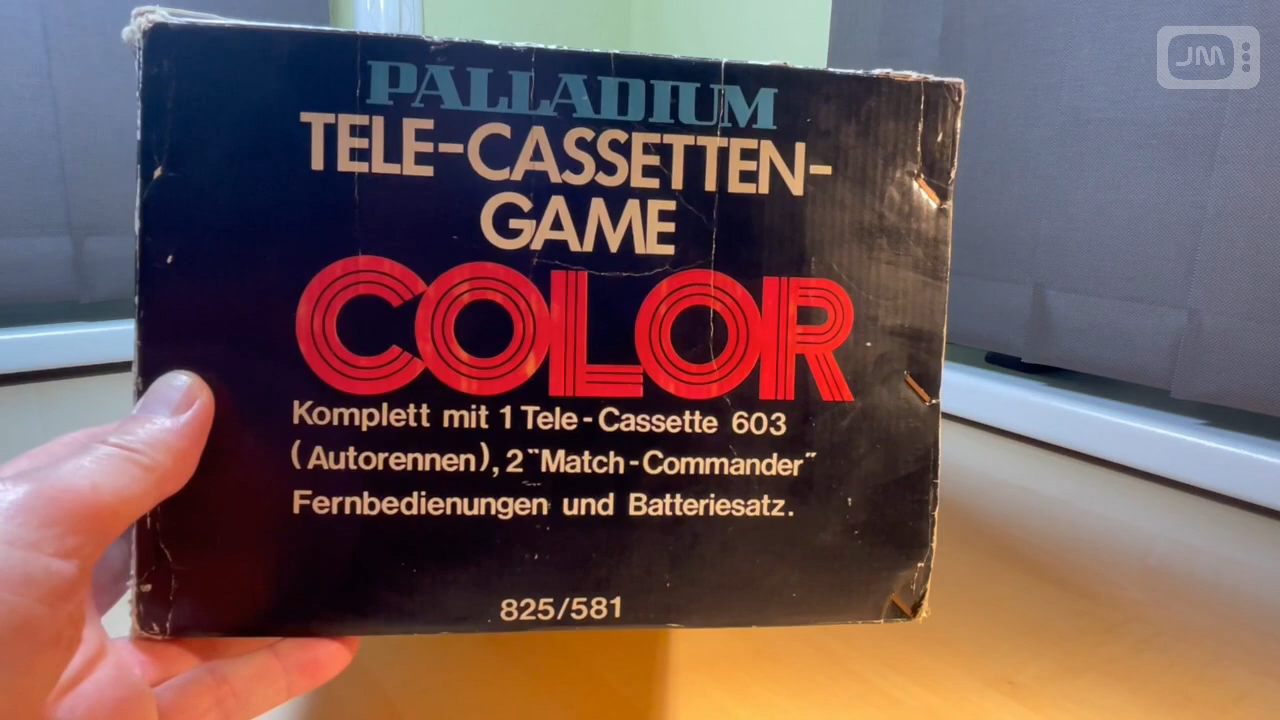 JM
PALLADIUM
TELE-CASSETTEN-
GAME
COLOR
Komplett mit 1 Tele-Cassette 603
(Autorennen), 2 "Match-Commander"
Fernbedienungen und Batteriesatz.
825/581